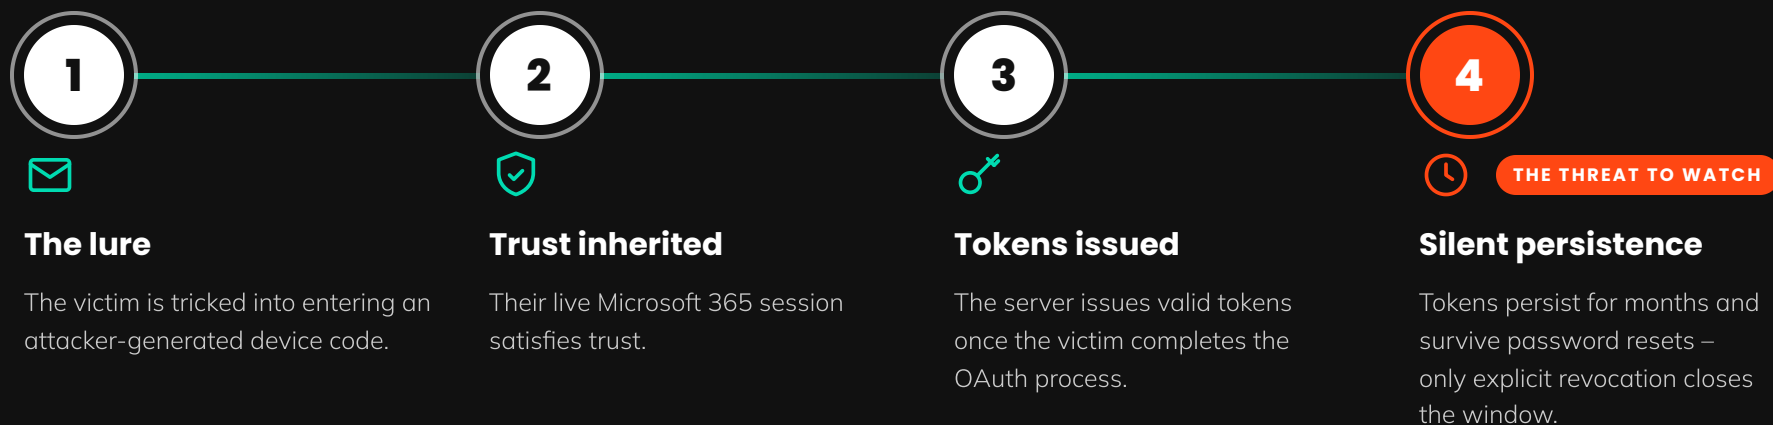 1
2
3
4
THE THREAT TO WATCH
The lure
The victim is tricked into entering an
attacker-generated device code.
Trust inherited
Their live Microsoft 365 session
satisfies trust.
Tokens issued
The server issues valid tokens
once the victim completes the
OAuth process.
Silent persistence
Tokens persist for months and
survive password resets –
only explicit revocation closes
the window.